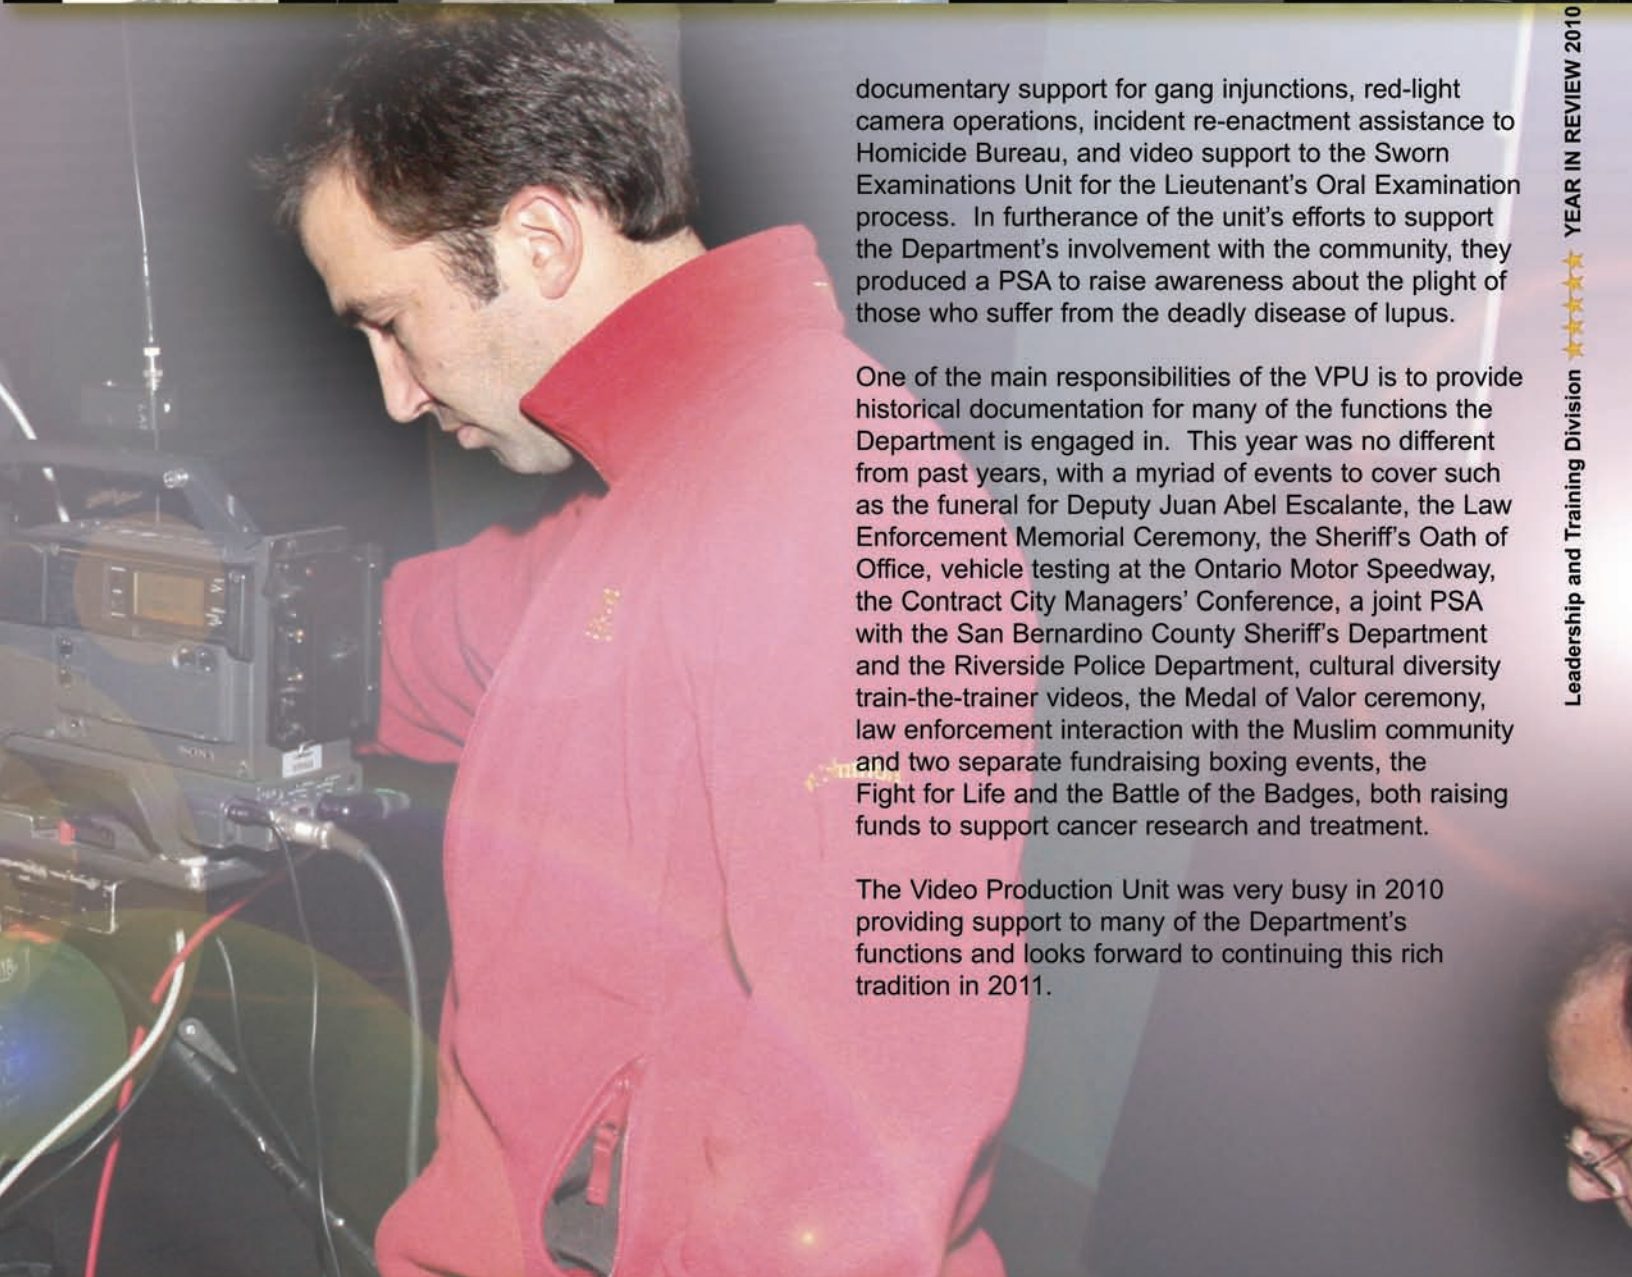 documentary support for gang injunctions, red-light
camera operations, incident re-enactment assistance to
Homicide Bureau, and video support to the Sworn
Examinations Unit for the Lieutenant’s Oral Examination
process.  In furtherance of the unit’s efforts to support
the Department’s involvement with the community, they
produced a PSA to raise awareness about the plight of
those who suffer from the deadly disease of lupus.

One of the main responsibilities of the VPU is to provide
historical documentation for many of the functions the
Department is engaged in.  This year was no different
from past years, with a myriad of events to cover such
as the funeral for Deputy Juan Abel Escalante, the Law
Enforcement Memorial Ceremony, the Sheriff’s Oath of
Office, vehicle testing at the Ontario Motor Speedway,
the Contract City Managers’ Conference, a joint PSA
with the San Bernardino County Sheriff’s Department
and the Riverside Police Department, cultural diversity
train-the-trainer videos, the Medal of Valor ceremony,
law enforcement interaction with the Muslim community
and two separate fundraising boxing events, the
Fight for Life and the Battle of the Badges, both raising
funds to support cancer research and treatment.

The Video Production Unit was very busy in 2010
providing support to many of the Department’s
functions and looks forward to continuing this rich
tradition in 2011.

Leadership and Training Division ★★★★★ YEAR IN REVIEW 2010
SONY